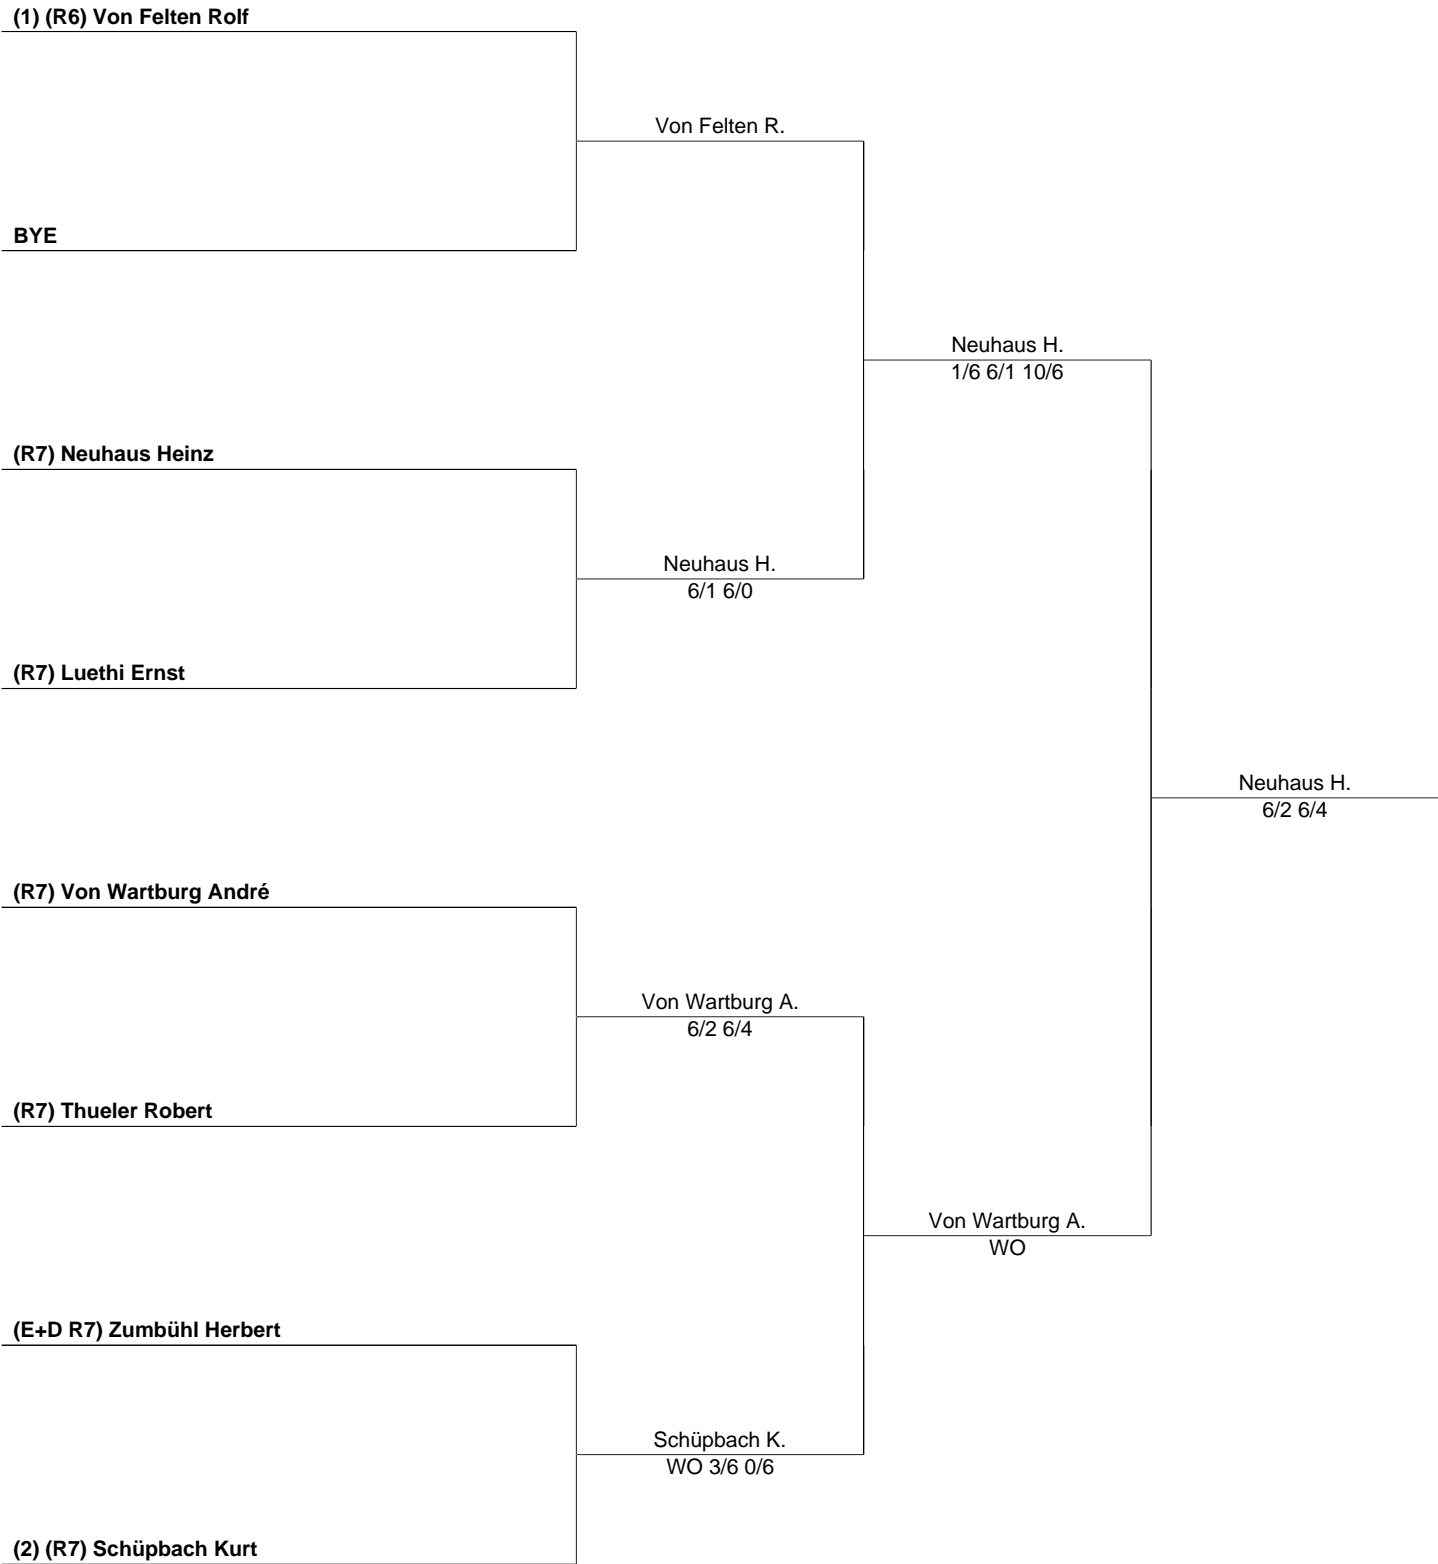 (1) (R6) Von Felten Rolf
Von Felten R.
BYE
Neuhaus H.
1/6 6/1 10/6
(R7) Neuhaus Heinz
Neuhaus H.
6/1 6/0
(R7) Luethi Ernst
Neuhaus H.
6/2 6/4
(R7) Von Wartburg André
Von Wartburg A.
6/2 6/4
(R7) Thueler Robert
Von Wartburg A.
WO
(E+D R7) Zumbühl Herbert
Schüpbach K.
WO 3/6 0/6
(2) (R7) Schüpbach Kurt